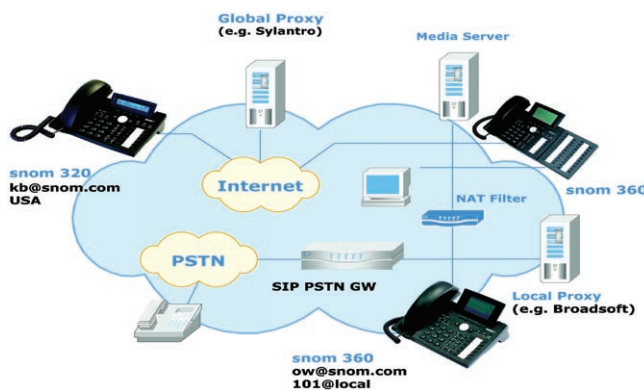 Global Proxy
(e.g. Sylantro)
Media Server
snom 320
kb@snom.com
USA
Internet
snom 360
NAT Filter
PSTN
SIP PSTN GW
Local Proxy
(e.g. Broadsoft)
snom 360
ow@snom.com
101@local